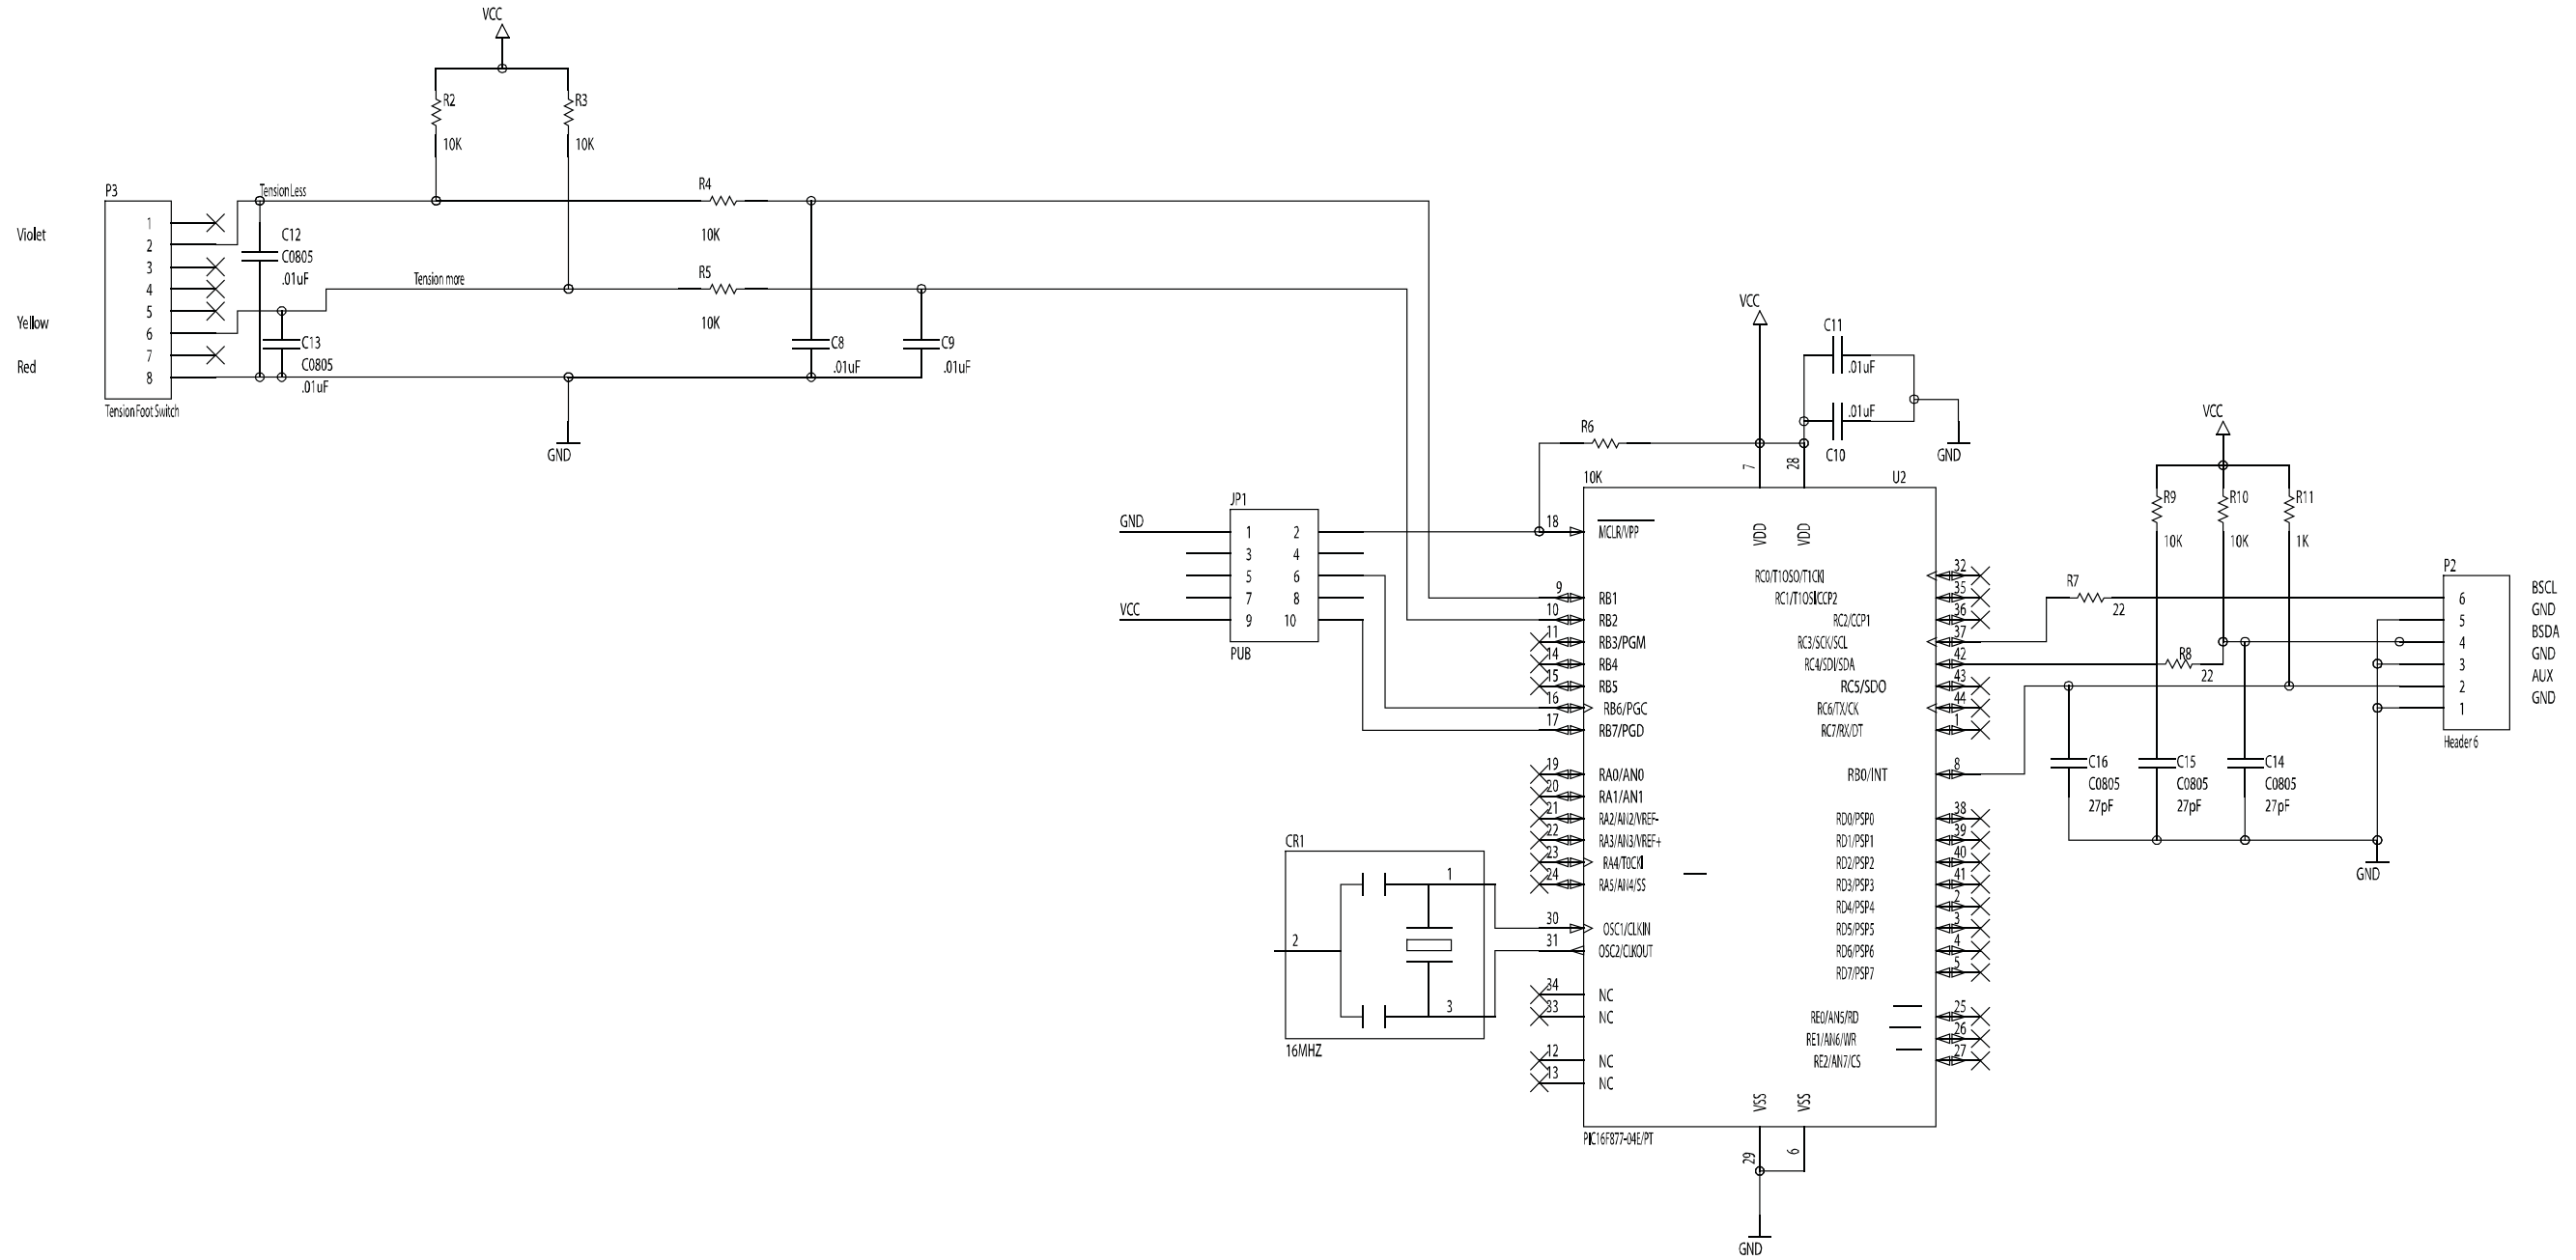 VCC
R2
10K
R3
10K
P3
Violet
Yellow
Red
1
2
3
4
5
6
7
8
Tension Foot Switch
Tension Less
C12
C0805
.01uF
Tension more
C13
C0805
.01uF
R4
10K
R5
10K
C8
.01uF
C9
.01uF
GND
VCC
C11
.01uF
.01uF
C10
GND
R6
10K
7
28
U2
JP1
GND
VCC
1 2
3 4
5 6
7 8
9 10
PUB
18 MCLR/VPP
9 RB1
10 RB2
11 RB3/PGM
14 RB4
15 RB5
16 RB6/PGC
17 RB7/PGD
19 RA0/AN0
20 RA1/AN1
21 RA2/AN2/VREF-
22 RA3/AN3/VREF+
23 RA4/T0CKI
24 RA5/AN4/SS
30 OSC1/CLKIN
31 OSC2/CLKOUT
34 NC
33 NC
12 NC
13 NC
VDD
VDD
RC0/T1OSO/T1CKI 32
RC1/T1OSI/CCP2 35
RC2/CCP1 36
RC3/SCK/SCL 37
RC4/SDI/SDA 42
RC5/SDO 43
RC6/TX/CK 44
RC7/RX/DT 1
RB0/INT 8
RD0/PSP0 38
RD1/PSP1 39
RD2/PSP2 40
RD3/PSP3 41
RD4/PSP4 2
RD5/PSP5 3
RD6/PSP6 4
RD7/PSP7 5
RE0/AN5/RD 25
RE1/AN6/WR 26
RE2/AN7/CS 27
VSS
VSS
PIC16F877-04E/PT
29
6
GND
CR1
1
2
3
16MHZ
VCC
R9
10K
R10
10K
R11
1K
R7
22
R8
22
C16
C0805
27pF
C15
C0805
27pF
C14
C0805
27pF
GND
P2
6 BSCL
5 GND
4 BSDA
3 GND
2 AUX
1 GND
Header 6